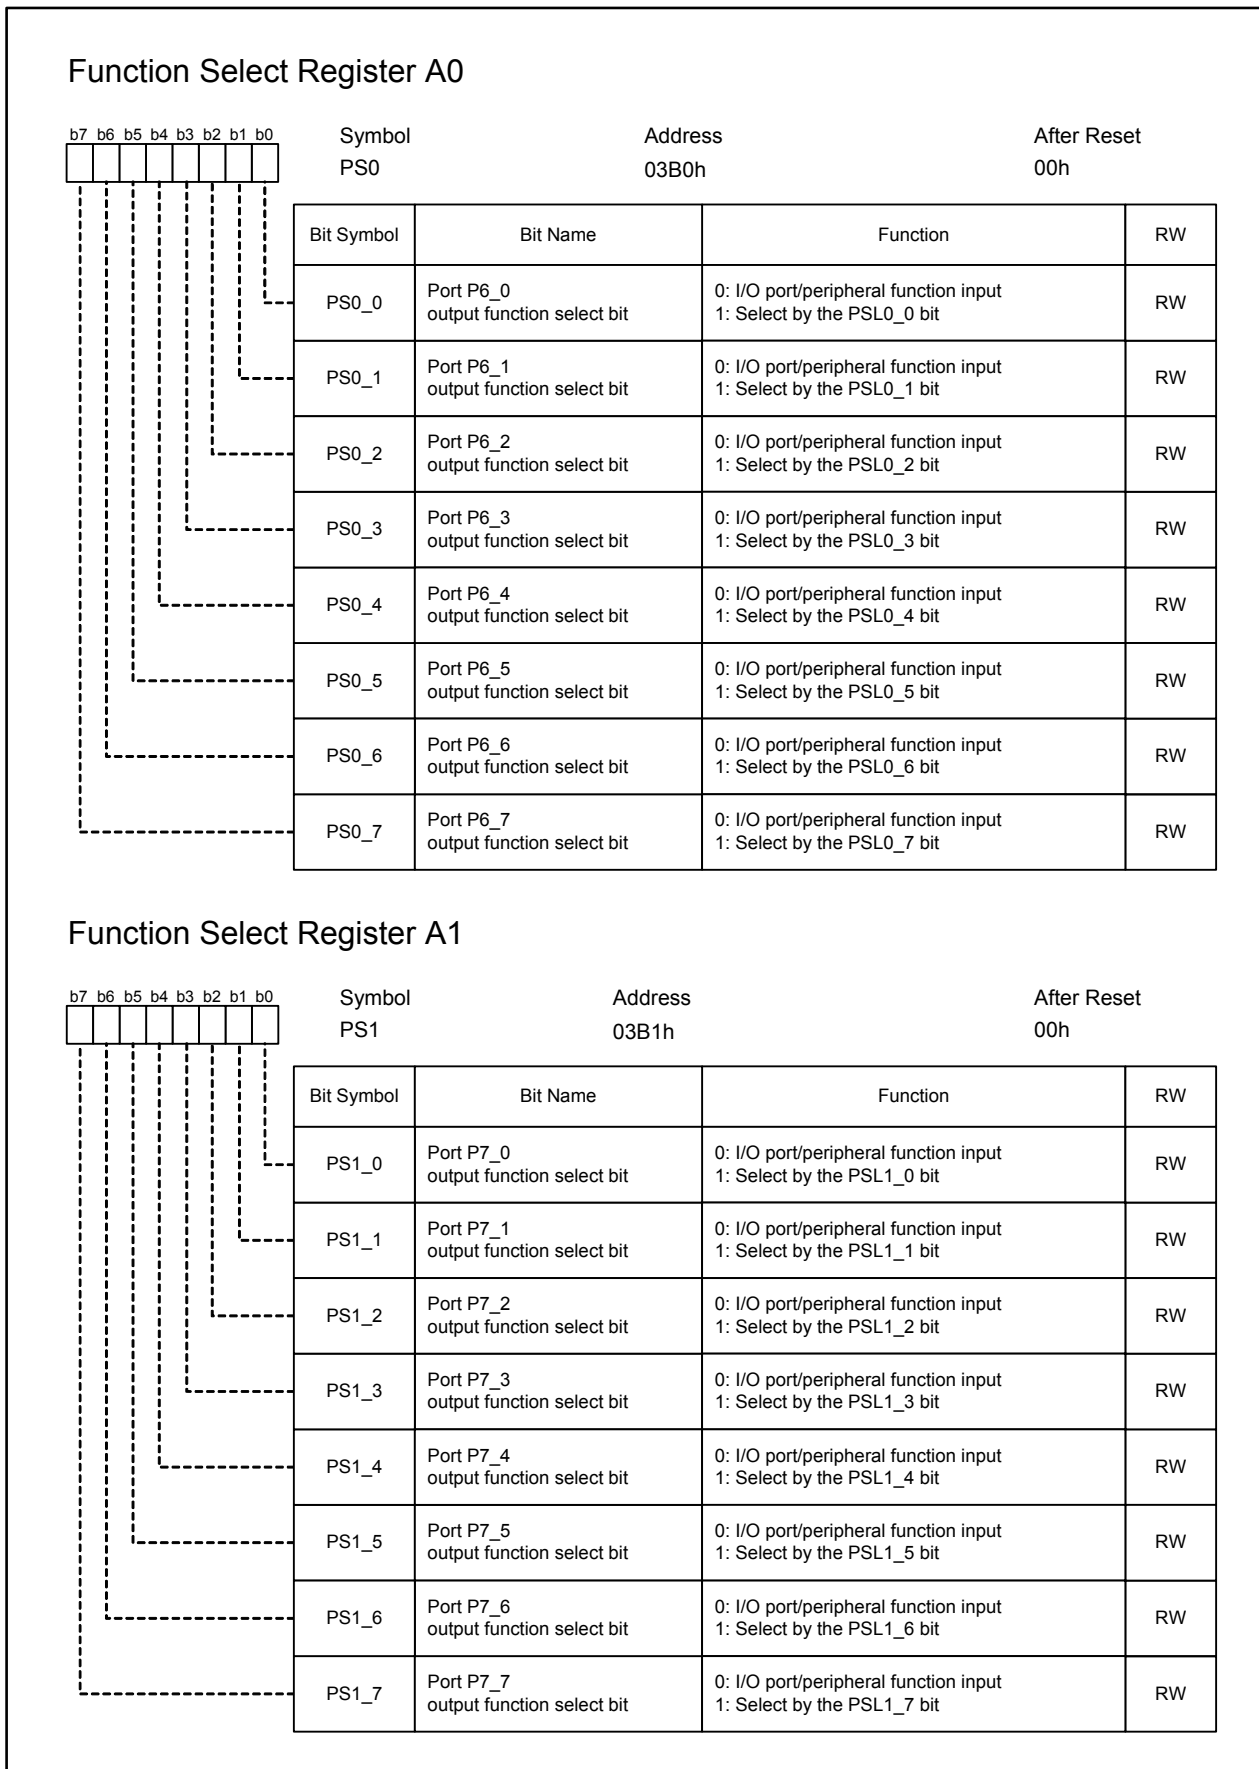 Function Select Register A0
b7 b6 b5 b4 b3 b2 b1 b0
Symbol Address After Reset
PS0 03B0h 00h
Bit Symbol Bit Name Function RW
PS0_0 Port P6_0 0: I/O port/peripheral function input RW
output function select bit 1: Select by the PSL0_0 bit
PS0_1 Port P6_1 0: I/O port/peripheral function input RW
output function select bit 1: Select by the PSL0_1 bit
PS0_2 Port P6_2 0: I/O port/peripheral function input RW
output function select bit 1: Select by the PSL0_2 bit
PS0_3 Port P6_3 0: I/O port/peripheral function input RW
output function select bit 1: Select by the PSL0_3 bit
PS0_4 Port P6_4 0: I/O port/peripheral function input RW
output function select bit 1: Select by the PSL0_4 bit
PS0_5 Port P6_5 0: I/O port/peripheral function input RW
output function select bit 1: Select by the PSL0_5 bit
PS0_6 Port P6_6 0: I/O port/peripheral function input RW
output function select bit 1: Select by the PSL0_6 bit
PS0_7 Port P6_7 0: I/O port/peripheral function input RW
output function select bit 1: Select by the PSL0_7 bit
Function Select Register A1
b7 b6 b5 b4 b3 b2 b1 b0
Symbol Address After Reset
PS1 03B1h 00h
Bit Symbol Bit Name Function RW
PS1_0 Port P7_0 0: I/O port/peripheral function input RW
output function select bit 1: Select by the PSL1_0 bit
PS1_1 Port P7_1 0: I/O port/peripheral function input RW
output function select bit 1: Select by the PSL1_1 bit
PS1_2 Port P7_2 0: I/O port/peripheral function input RW
output function select bit 1: Select by the PSL1_2 bit
PS1_3 Port P7_3 0: I/O port/peripheral function input RW
output function select bit 1: Select by the PSL1_3 bit
PS1_4 Port P7_4 0: I/O port/peripheral function input RW
output function select bit 1: Select by the PSL1_4 bit
PS1_5 Port P7_5 0: I/O port/peripheral function input RW
output function select bit 1: Select by the PSL1_5 bit
PS1_6 Port P7_6 0: I/O port/peripheral function input RW
output function select bit 1: Select by the PSL1_6 bit
PS1_7 Port P7_7 0: I/O port/peripheral function input RW
output function select bit 1: Select by the PSL1_7 bit